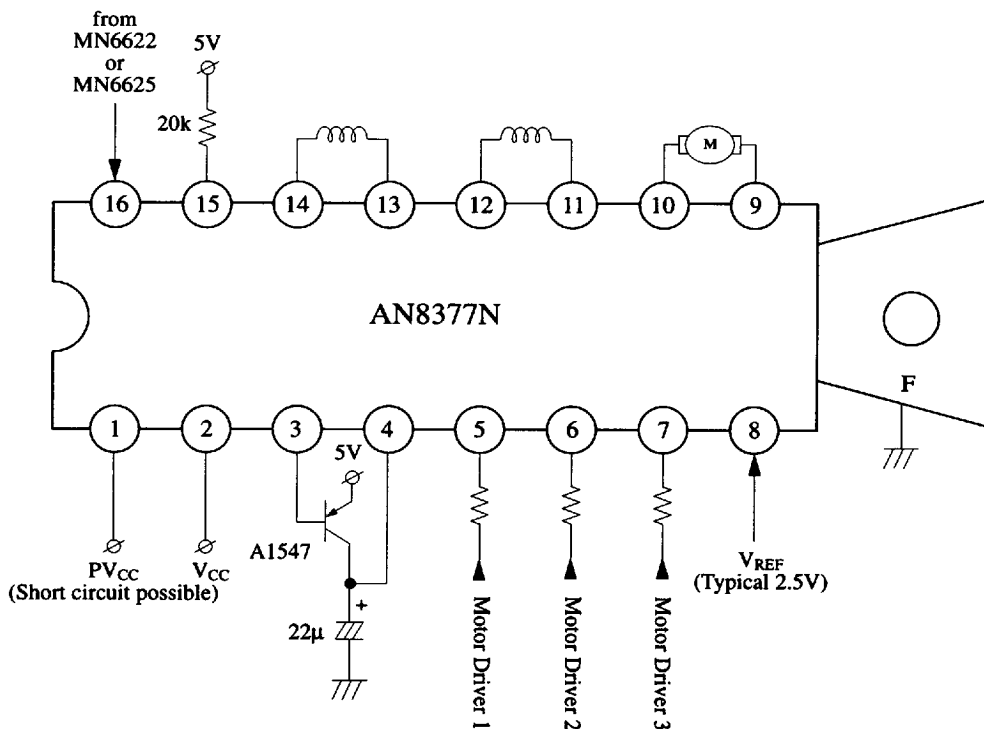 from
MN6622
or
MN6625
5V
20k
M
16
15
14
13
12
11
10
9
AN8377N
F
1
2
3
4
5
6
7
8
5V
A1547
PVCC
(Short circuit possible)
VCC
+
22μ
Motor Driver 1
Motor Driver 2
Motor Driver 3
VREF
(Typical 2.5V)